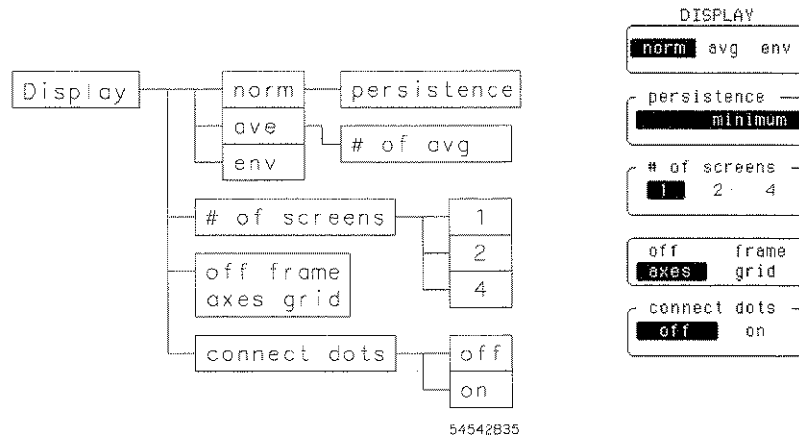 Display
norm
persistence
ave
# of avg
env
# of screens
1
2
4
off frame
axes grid
connect dots
off
on
54542835
DISPLAY
norm avg env
persistence
minimum
# of screens
1 2 4
off frame
axes grid
connect dots
off on